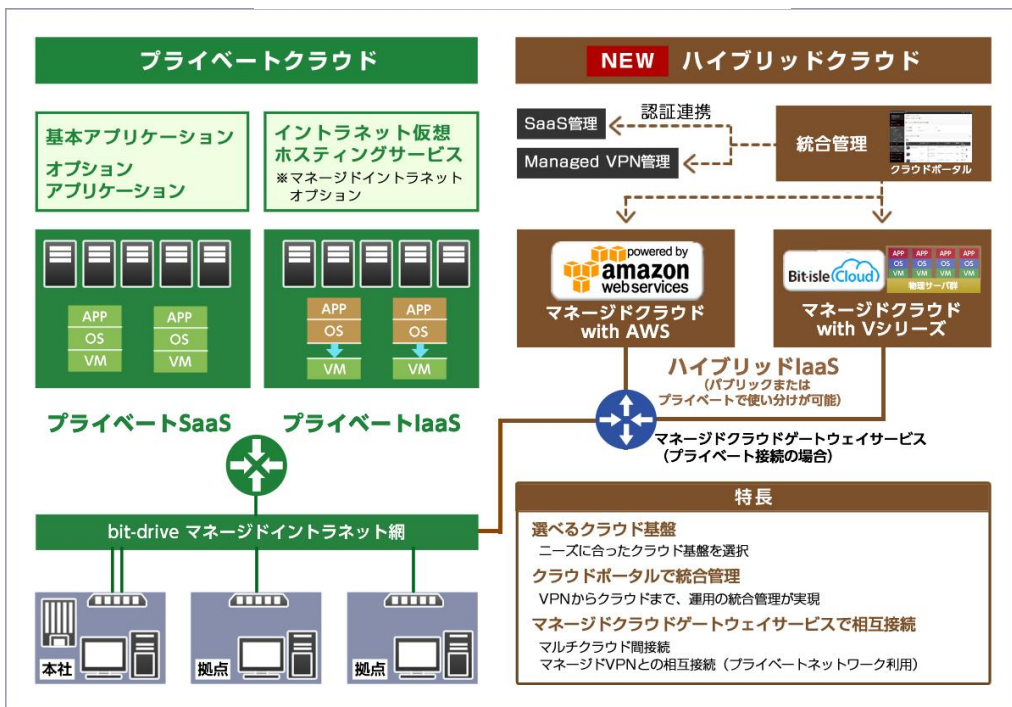 プライベートクラウド
基本アプリケーション
オプション
アプリケーション
イントラネット仮想
ホスティングサービス
※マネージドイントラネット
オプション
APP
OS
VM
APP
OS
VM
APP
OS
VM
APP
OS
VM
プライベートSaaS
プライベートIaaS
bit-drive マネージドイントラネット網
本社
拠点
拠点
NEW ハイブリッドクラウド
SaaS管理
認証連携
Managed VPN管理
統合管理
クラウドポータル
powered by
amazon
web services
マネージドクラウド
with AWS
Bit-isle Cloud
APP APP APP APP
OS OS OS OS
VM VM VM VM
物理サーバ群
マネージドクラウド
with Vシリーズ
ハイブリッドIaaS
(パブリックまたは
プライベートで使い分けが可能)
マネージドクラウドゲートウェイサービス
(プライベート接続の場合)
特長
選べるクラウド基盤
ニーズに合ったクラウド基盤を選択
クラウドポータルで統合管理
VPNからクラウドまで、運用の統合管理が実現
マネージドクラウドゲートウェイサービスで相互接続
マルチクラウド間接続
マネージドVPNとの相互接続（プライベートネットワーク利用）